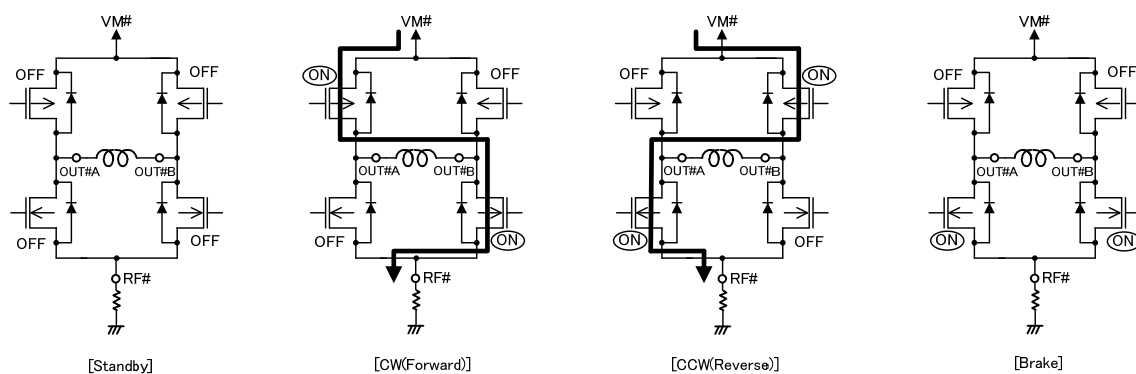 VM# VM# VM# VM#
OFF OFF ON OFF OFF ON OFF OFF
OUT#A OUT#B OUT#A OUT#B OUT#A OUT#B OUT#A OUT#B
OFF OFF OFF ON ON OFF ON ON
RF# RF# RF# RF#
[Standby] [CW(Forward)] [CCW(Reverse)] [Brake]